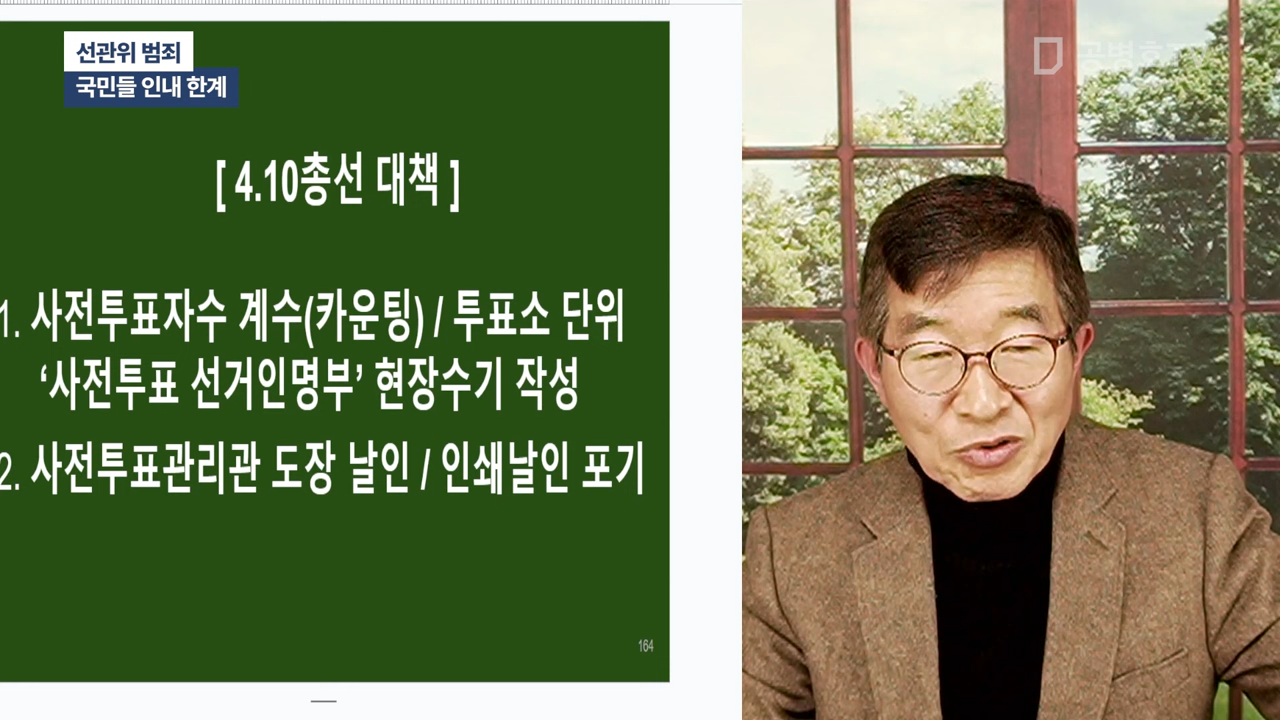 선관위 범죄
국민들 인내 한계
[ 4.10총선 대책 ]
1. 사전투표자수 계수(카운팅) / 투표소 단위
‘사전투표 선거인명부’ 현장수기 작성
2. 사전투표관리관 도장 날인 / 인쇄날인 포기
164
공병호